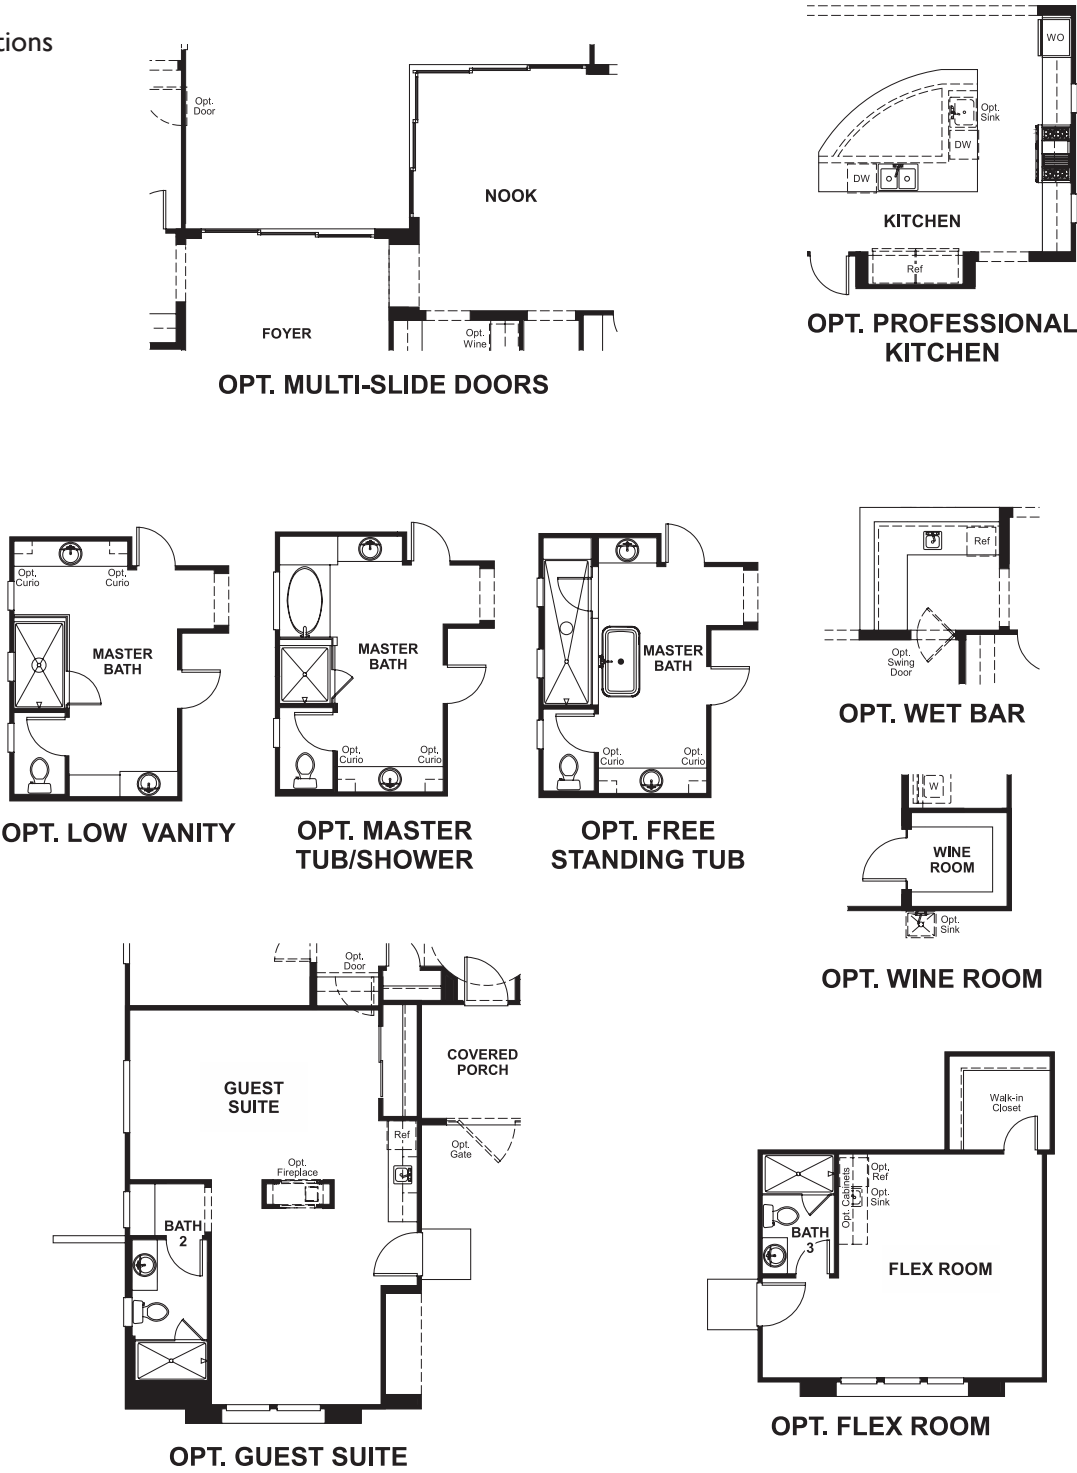 tions
Opt.
Door
NOOK
FOYER
Opt.
Wine
OPT. MULTI-SLIDE DOORS
WO
Opt.
Sink
DW
DW
KITCHEN
Ref
OPT. PROFESSIONAL
KITCHEN
Opt,
Curio
Opt,
Curio
MASTER
BATH
OPT. LOW VANITY
MASTER
BATH
Opt,
Curio
Opt,
Curio
OPT. MASTER
TUB/SHOWER
MASTER
BATH
Opt.
Curio
Opt.
Curio
OPT. FREE
STANDING TUB
Ref
Opt.
Swing
Door
OPT. WET BAR
W
WINE
ROOM
Opt.
Sink
OPT. WINE ROOM
Opt.
Door
COVERED
PORCH
GUEST
SUITE
Ref
Opt.
Gate
Opt.
Fireplace
BATH
2
OPT. GUEST SUITE
Walk-in
Closet
Opt. Cabinets
Opt,
Ref
Opt.
Sink
BATH
3
FLEX ROOM
OPT. FLEX ROOM